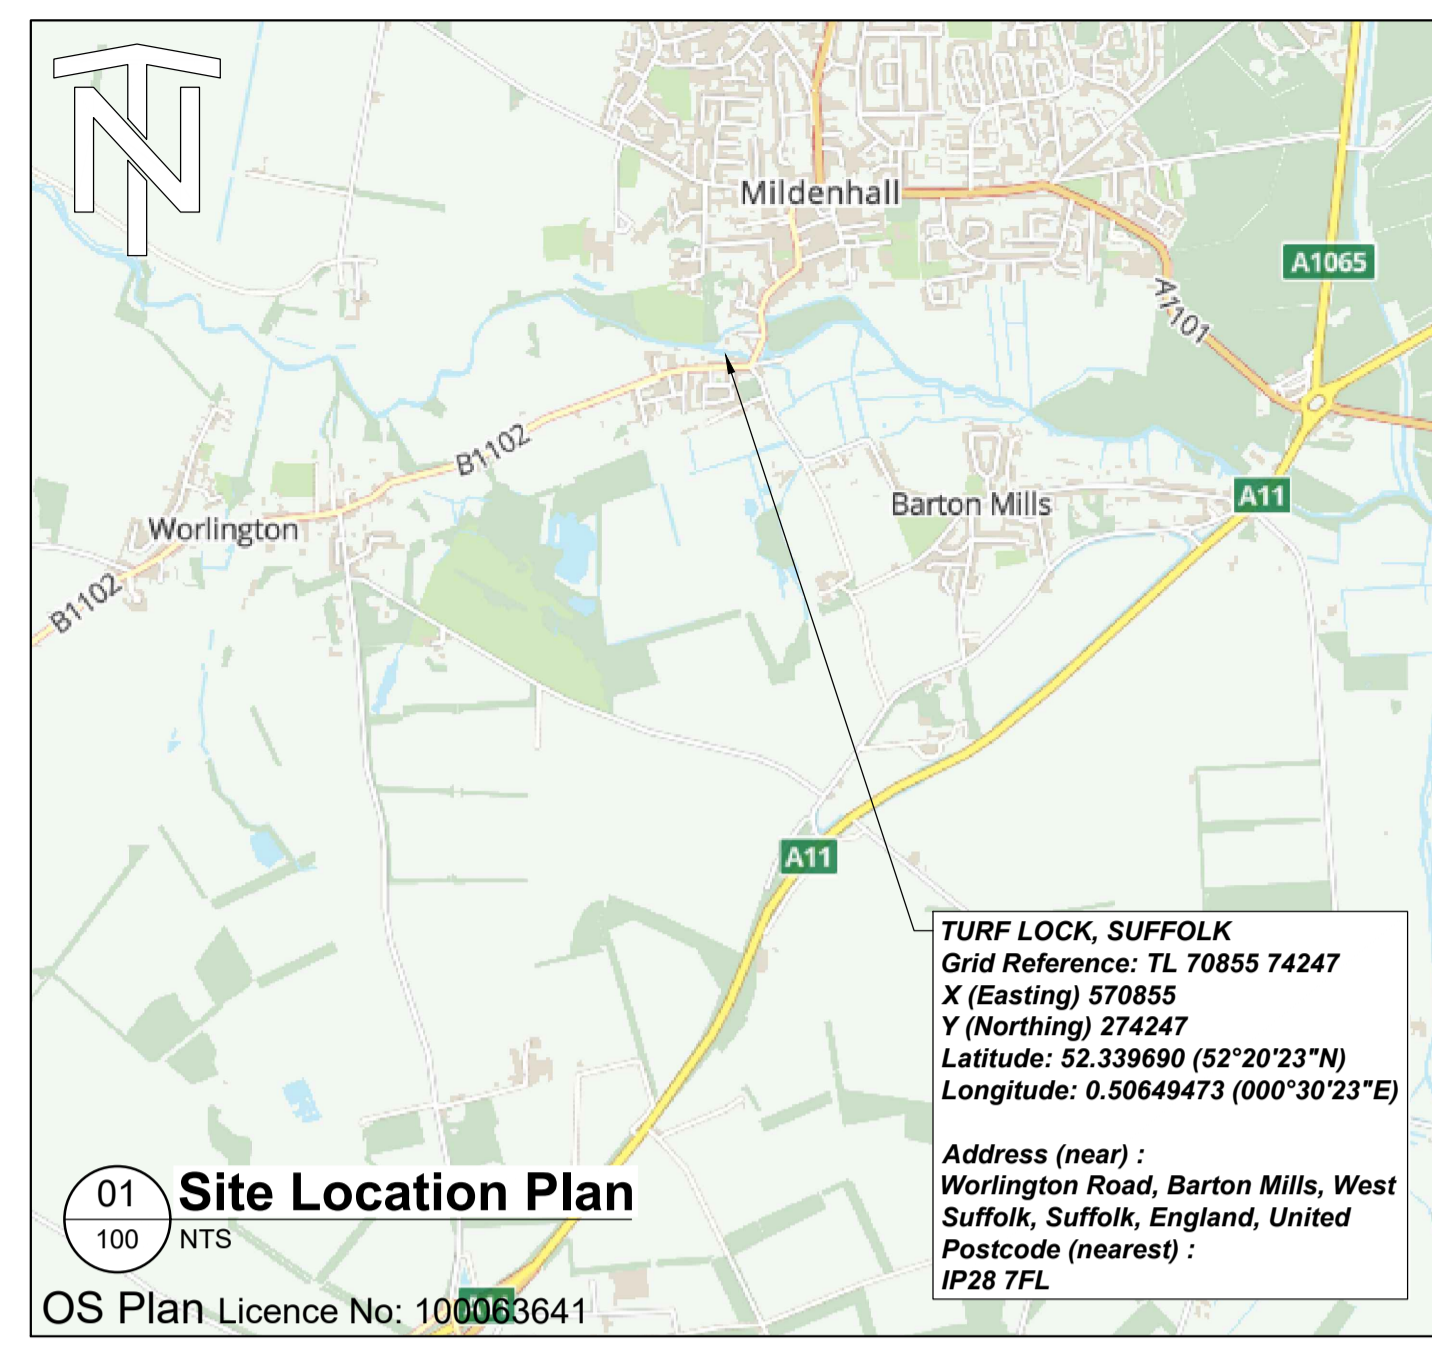 N
Mildenhall
A1065
A1101
B1102
Barton Mills
A11
Worlington
B1102
A11
TURF LOCK, SUFFOLK
Grid Reference: TL 70855 74247
X (Easting) 570855
Y (Northing) 274247
Latitude: 52.339690 (52°20'23"N)
Longitude: 0.50649473 (000°30'23"E)
Address (near) :
Worlington Road, Barton Mills, West
Suffolk, Suffolk, England, United
Postcode (nearest) :
IP28 7FL
01
Site Location Plan
100
NTS
A11
OS Plan Licence No: 100063641